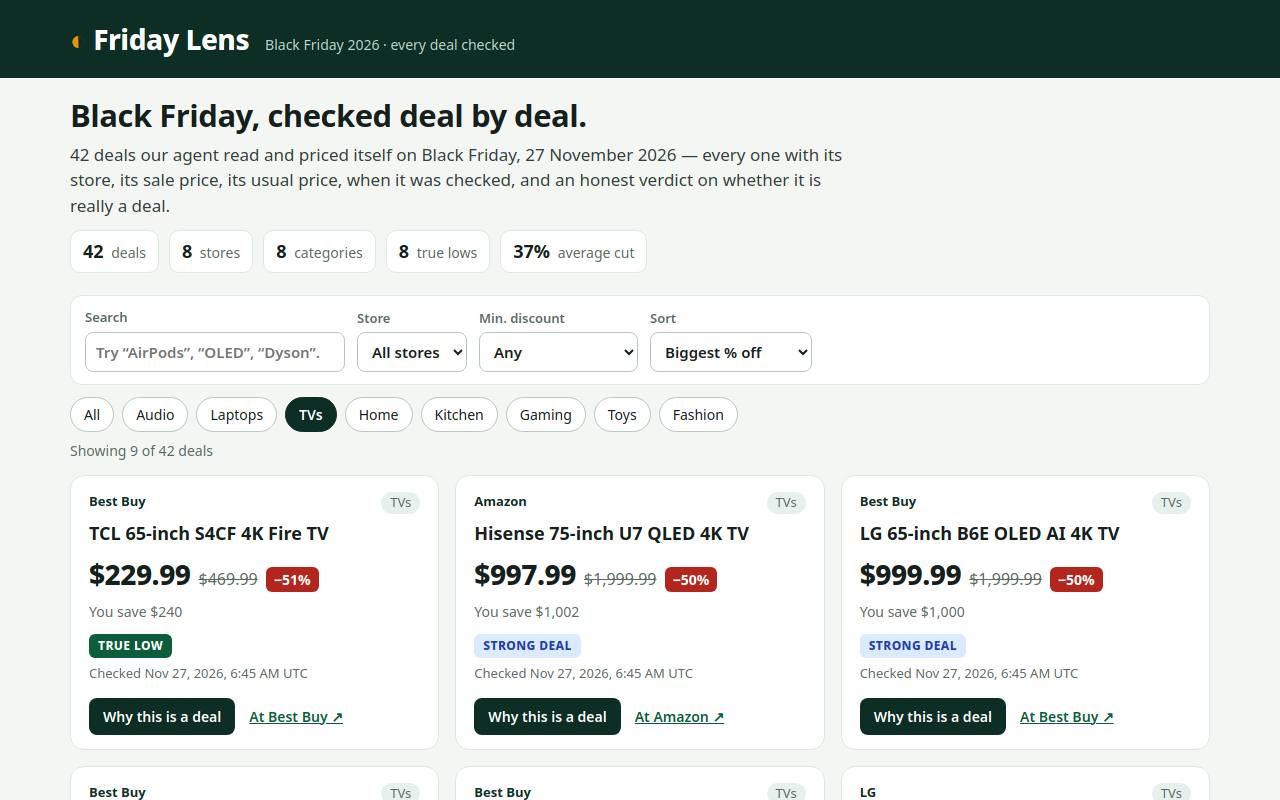 Friday Lens
Black Friday 2026 · every deal checked
Black Friday, checked deal by deal.
42 deals our agent read and priced itself on Black Friday, 27 November 2026 — every one with its
store, its sale price, its usual price, when it was checked, and an honest verdict on whether it is
really a deal.
42 deals
8 stores
8 categories
8 true lows
37% average cut
Search
Store
Min. discount
Sort
Try “AirPods”, “OLED”, “Dyson”.
All stores
Any
Biggest % off
All
Audio
Laptops
TVs
Home
Kitchen
Gaming
Toys
Fashion
Showing 9 of 42 deals
Best Buy
TVs
TCL 65-inch S4CF 4K Fire TV
$229.99 $469.99 −51%
You save $240
TRUE LOW
Checked Nov 27, 2026, 6:45 AM UTC
Why this is a deal
At Best Buy ↗
Amazon
TVs
Hisense 75-inch U7 QLED 4K TV
$997.99 $1,999.99 −50%
You save $1,002
STRONG DEAL
Checked Nov 27, 2026, 6:45 AM UTC
Why this is a deal
At Amazon ↗
Best Buy
TVs
LG 65-inch B6E OLED AI 4K TV
$999.99 $1,999.99 −50%
You save $1,000
STRONG DEAL
Checked Nov 27, 2026, 6:45 AM UTC
Why this is a deal
At Best Buy ↗
Best Buy
TVs
Best Buy
TVs
LG
TVs